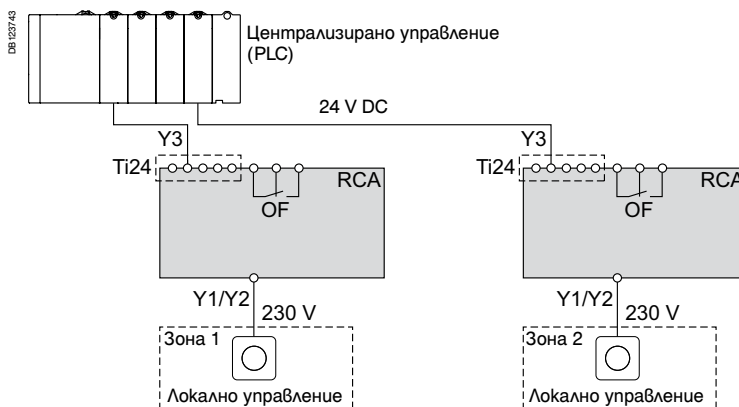 DB123743
Централизирано управление
(PLC)
24 V DC
Y3
Y3
Ti24
RCA
Ti24
RCA
OF
OF
Y1/Y2
230 V
Y1/Y2
230 V
Зона 1
Зона 2
Локално управление
Локално управление